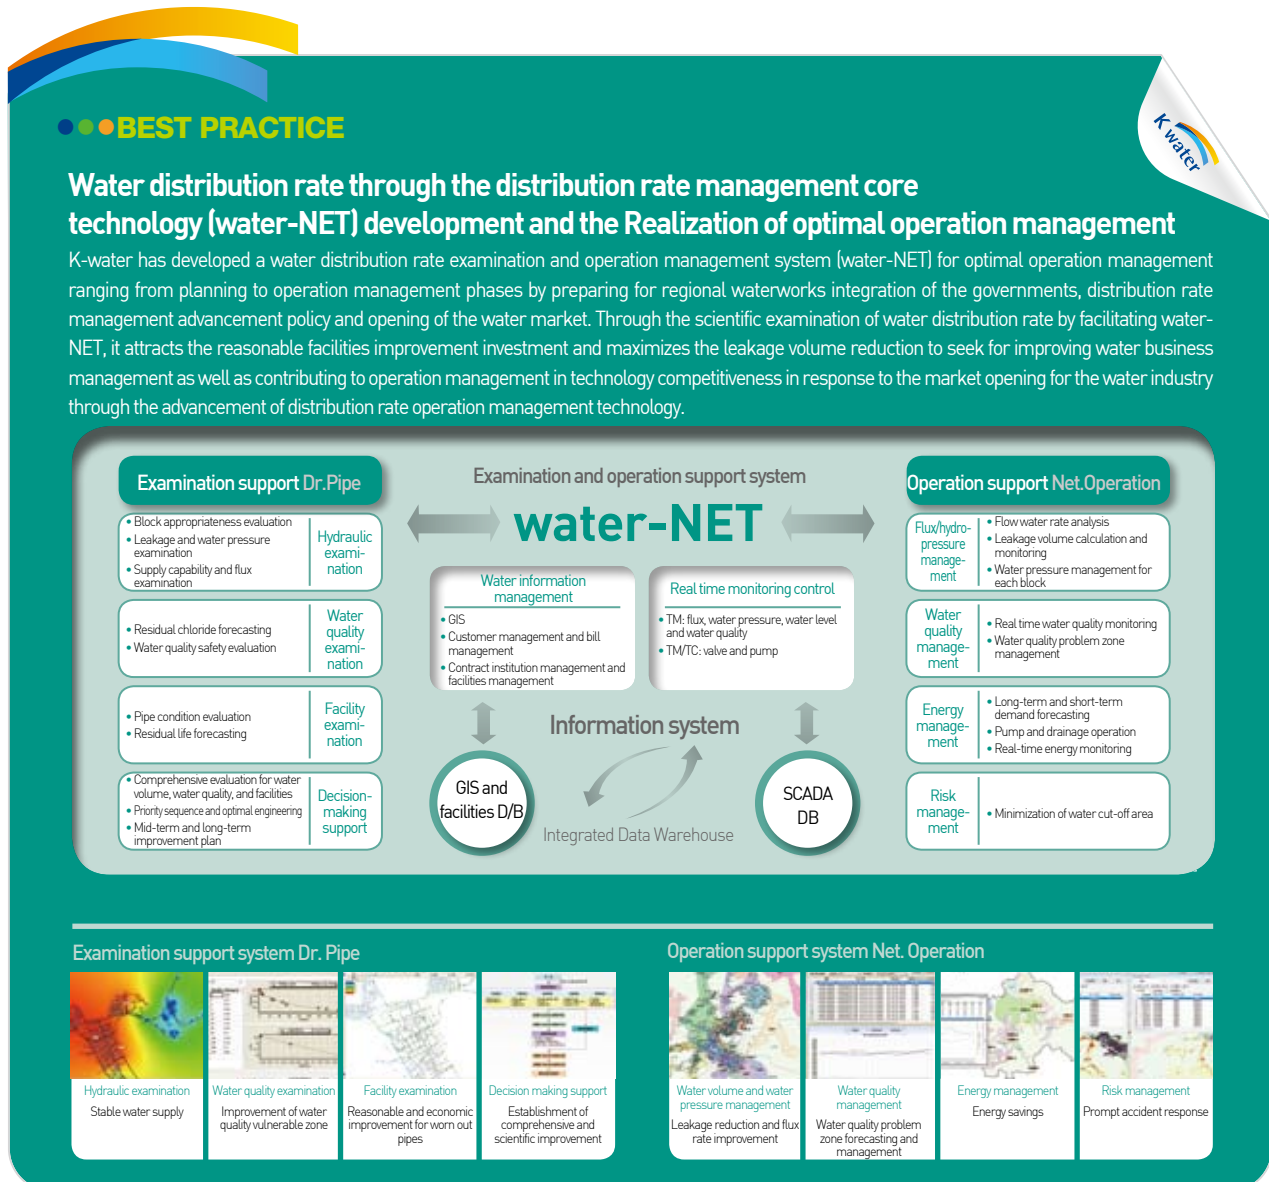 K water
BEST PRACTICE
Water distribution rate through the distribution rate management core
technology (water-NET) development and the Realization of optimal operation management
K-water has developed a water distribution rate examination and operation management system (water-NET) for optimal operation management
ranging from planning to operation management phases by preparing for regional waterworks integration of the governments, distribution rate
management advancement policy and opening of the water market. Through the scientific examination of water distribution rate by facilitating water-
NET, it attracts the reasonable facilities improvement investment and maximizes the leakage volume reduction to seek for improving water business
management as well as contributing to operation management in technology competitiveness in response to the market opening for the water industry
through the advancement of distribution rate operation management technology.
Examination support Dr.Pipe
• Block appropriateness evaluation
• Leakage and water pressure
examination
• Supply capability and flux
examination
Hydraulic
exami-
nation
• Residual chloride forecasting
• Water quality safety evaluation
Water
quality
exami-
nation
• Pipe condition evaluation
• Residual life forecasting
Facility
exami-
nation
• Comprehensive evaluation for water
volume, water quality, and facilities
• Priority sequence and optimal engineering
• Mid-term and long-term
improvement plan
Decision-
making
support
Examination and operation support system
water-NET
Water information
management
• GIS
• Customer management and bill
management
• Contract institution management and
facilities management
Real time monitoring control
• TM: flux, water pressure, water level
and water quality
• TM/TC: valve and pump
Information system
GIS and
facilities D/B
Integrated Data Warehouse
SCADA
DB
Operation support Net.Operation
Flux/hydro-
pressure
manage-
ment
• Flow water rate analysis
• Leakage volume calculation and
monitoring
• Water pressure management for
each block
Water
quality
manage-
ment
• Real time water quality monitoring
• Water quality problem zone
management
Energy
manage-
ment
• Long-term and short-term
demand forecasting
• Pump and drainage operation
• Real-time energy monitoring
Risk
manage-
ment
• Minimization of water cut-off area
Examination support system Dr. Pipe
Hydraulic examination
Stable water supply
Water quality examination
Improvement of water
quality vulnerable zone
Facility examination
Reasonable and economic
improvement for worn out
pipes
Decision making support
Establishment of
comprehensive and
scientific improvement
Operation support system Net. Operation
Water volume and water
pressure management
Leakage reduction and flux
rate improvement
Water quality
management
Water quality problem
zone forecasting and
management
Energy management
Energy savings
Risk management
Prompt accident response